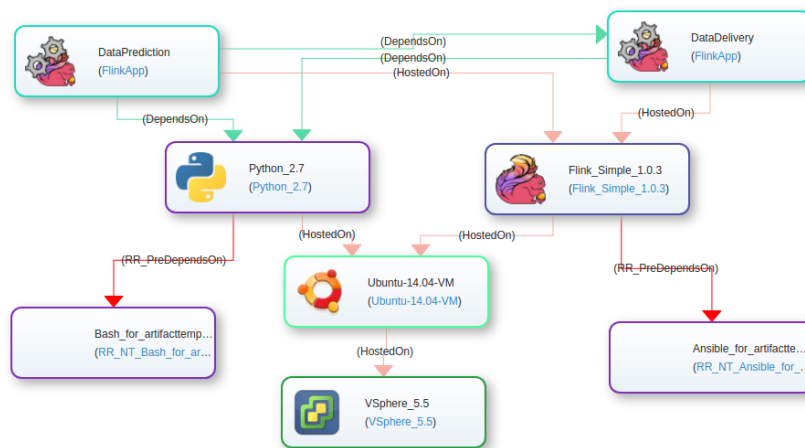 DataPrediction
(FlinkApp)
DataDelivery
(FlinkApp)
(DependsOn)
(DependsOn)
(HostedOn)
(HostedOn)
(DependsOn)
Python_2.7
(Python_2.7)
Flink_Simple_1.0.3
(Flink_Simple_1.0.3)
(HostedOn)
(HostedOn)
(RR_PreDependsOn)
(RR_PreDependsOn)
Ubuntu-14.04-VM
(Ubuntu-14.04-VM)
Bash_for_artifacttemp…
(RR_NT_Bash_for_ar…
Ansible_for_artifactte…
(RR_NT_Ansible_for_…
(HostedOn)
VSphere_5.5
(VSphere_5.5)